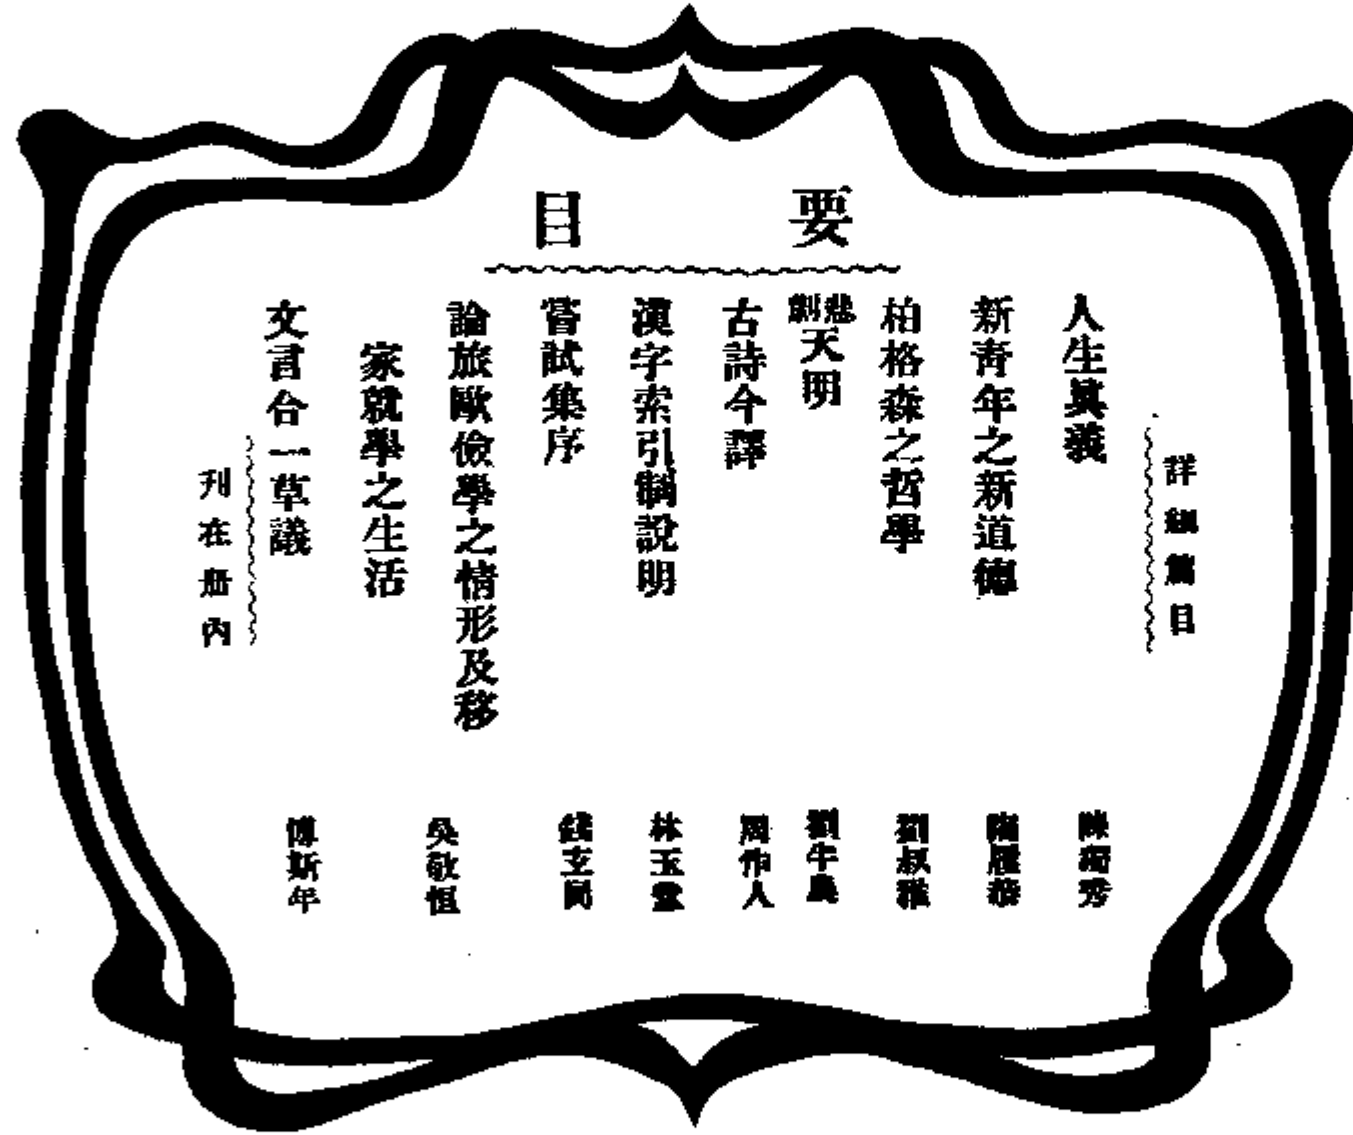 要目
詳細篇目
人生眞義 陳獨秀
新靑年之新道德 陶履恭
柏格森之哲學 劉叔雅
悲劇天明 劉半農
古詩今譯 周作人
漢字索引制說明 林玉堂
嘗試集序 錢玄同
論旅歐儉學之情形及移
家就學之生活 吳敬恒
文言合一草議 傅斯年
刊在册內